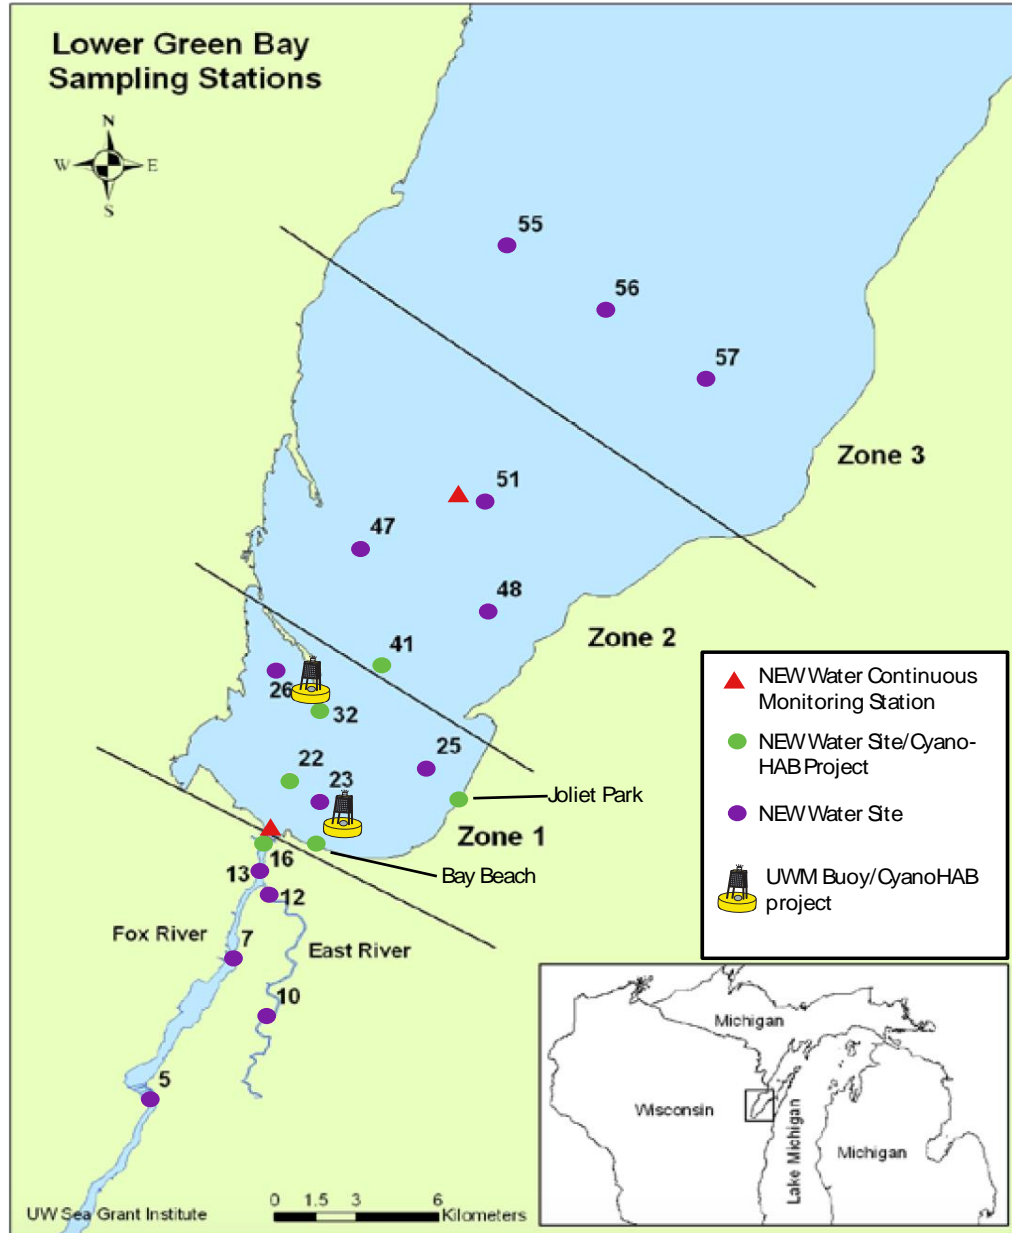 Lower Green Bay
Sampling Stations
N
W
E
S
55
56
57
Zone 3
51
47
48
Zone 2
41
26
32
25
22
23
Joliet Park
Zone 1
Bay Beach
16
13
12
Fox River
7
East River
10
5
NEW Water Continuous
Monitoring Station
NEW Water Site/Cyano-
HAB Project
NEW Water Site
UWM Buoy/CyanoHAB
project
Michigan
Wisconsin
Lake Michigan
Michigan
UW Sea Grant Institute
0 1.5 3 6
Kilometers